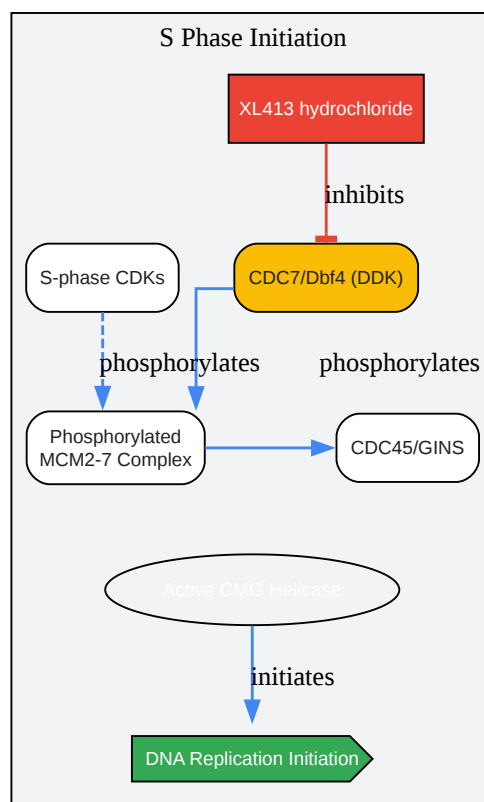 S Phase Initiation
XL413 hydrochloride
inhibits
S-phase CDKs
CDC7/Dbf4 (DDK)
phosphorylates
phosphorylates
Phosphorylated
MCM2-7 Complex
CDC45/GINS
Active CMG Helicase
initiates
DNA Replication Initiation